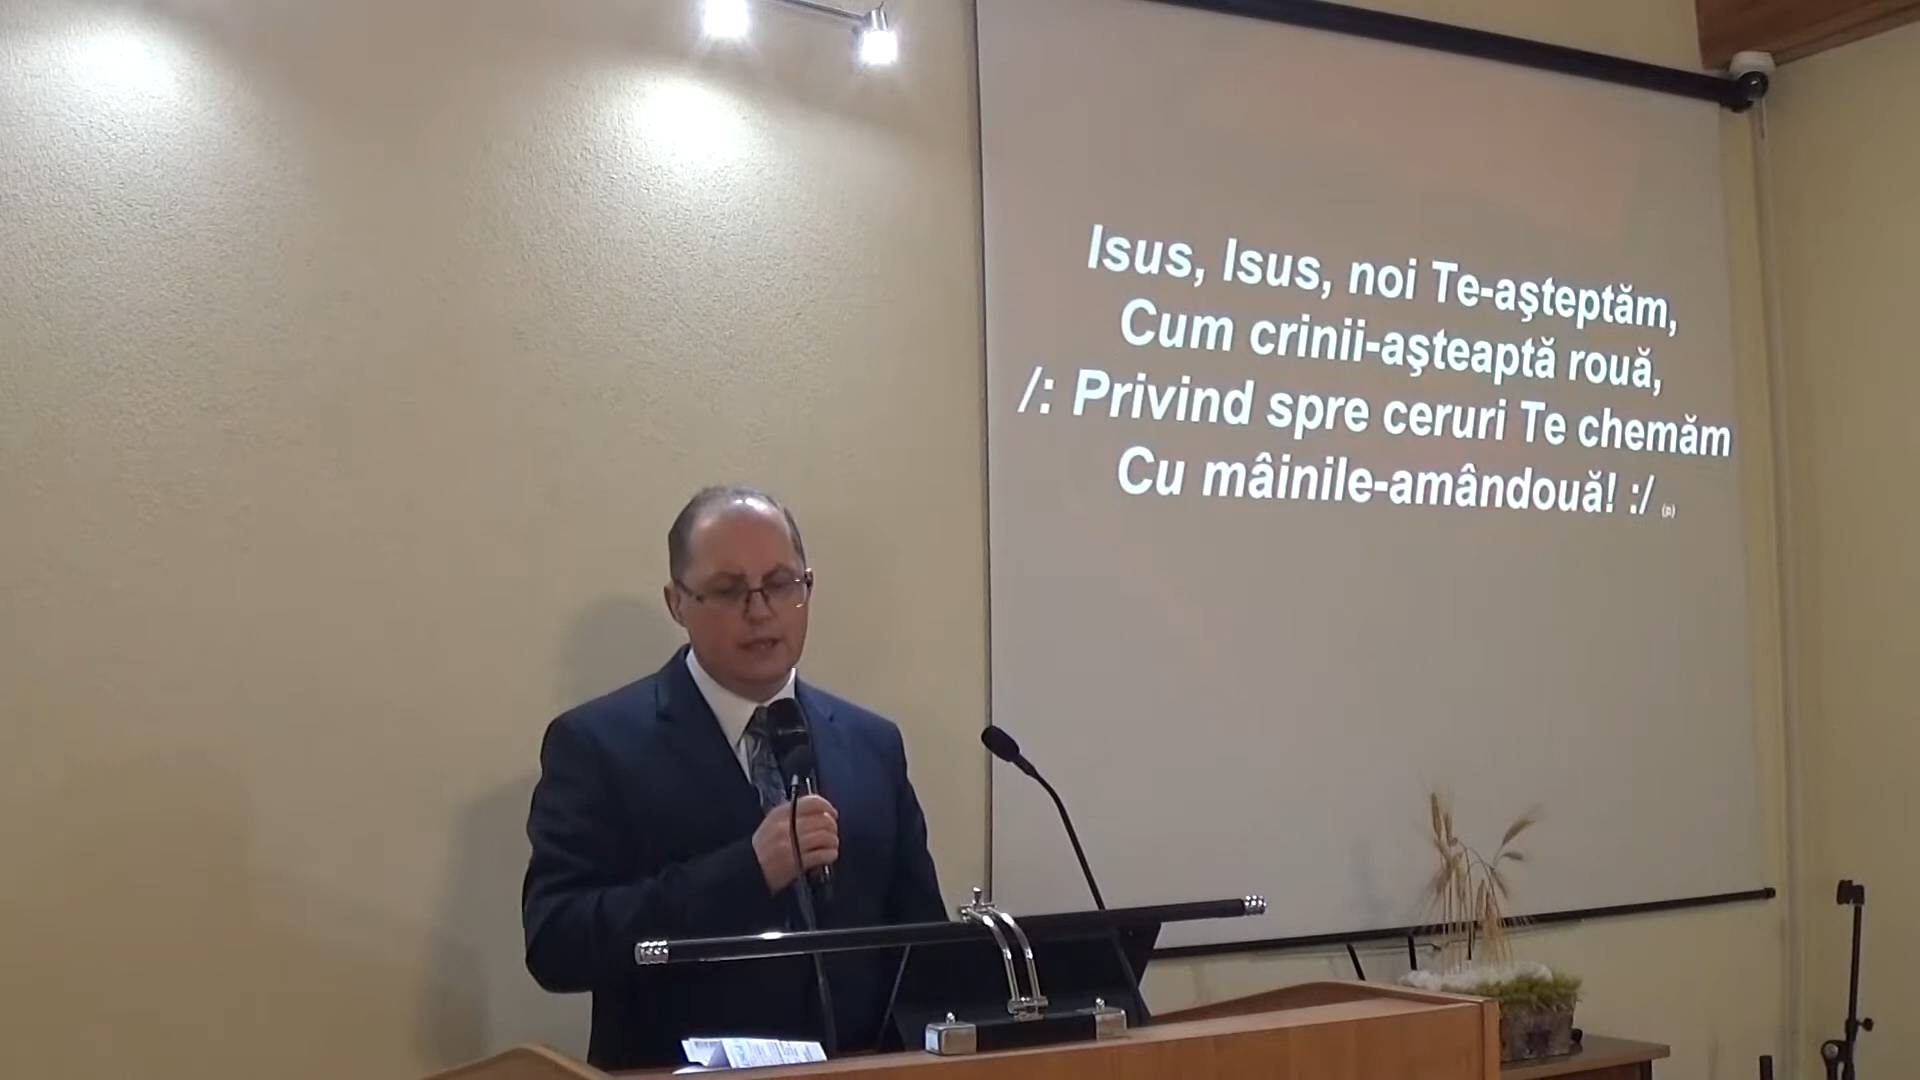 Isus, Isus, noi Te-aşteptăm,
Cum crinii-aşteaptă rouă,
/: Privind spre ceruri Te chemăm
Cu mâinile-amândouă! :/ (p)